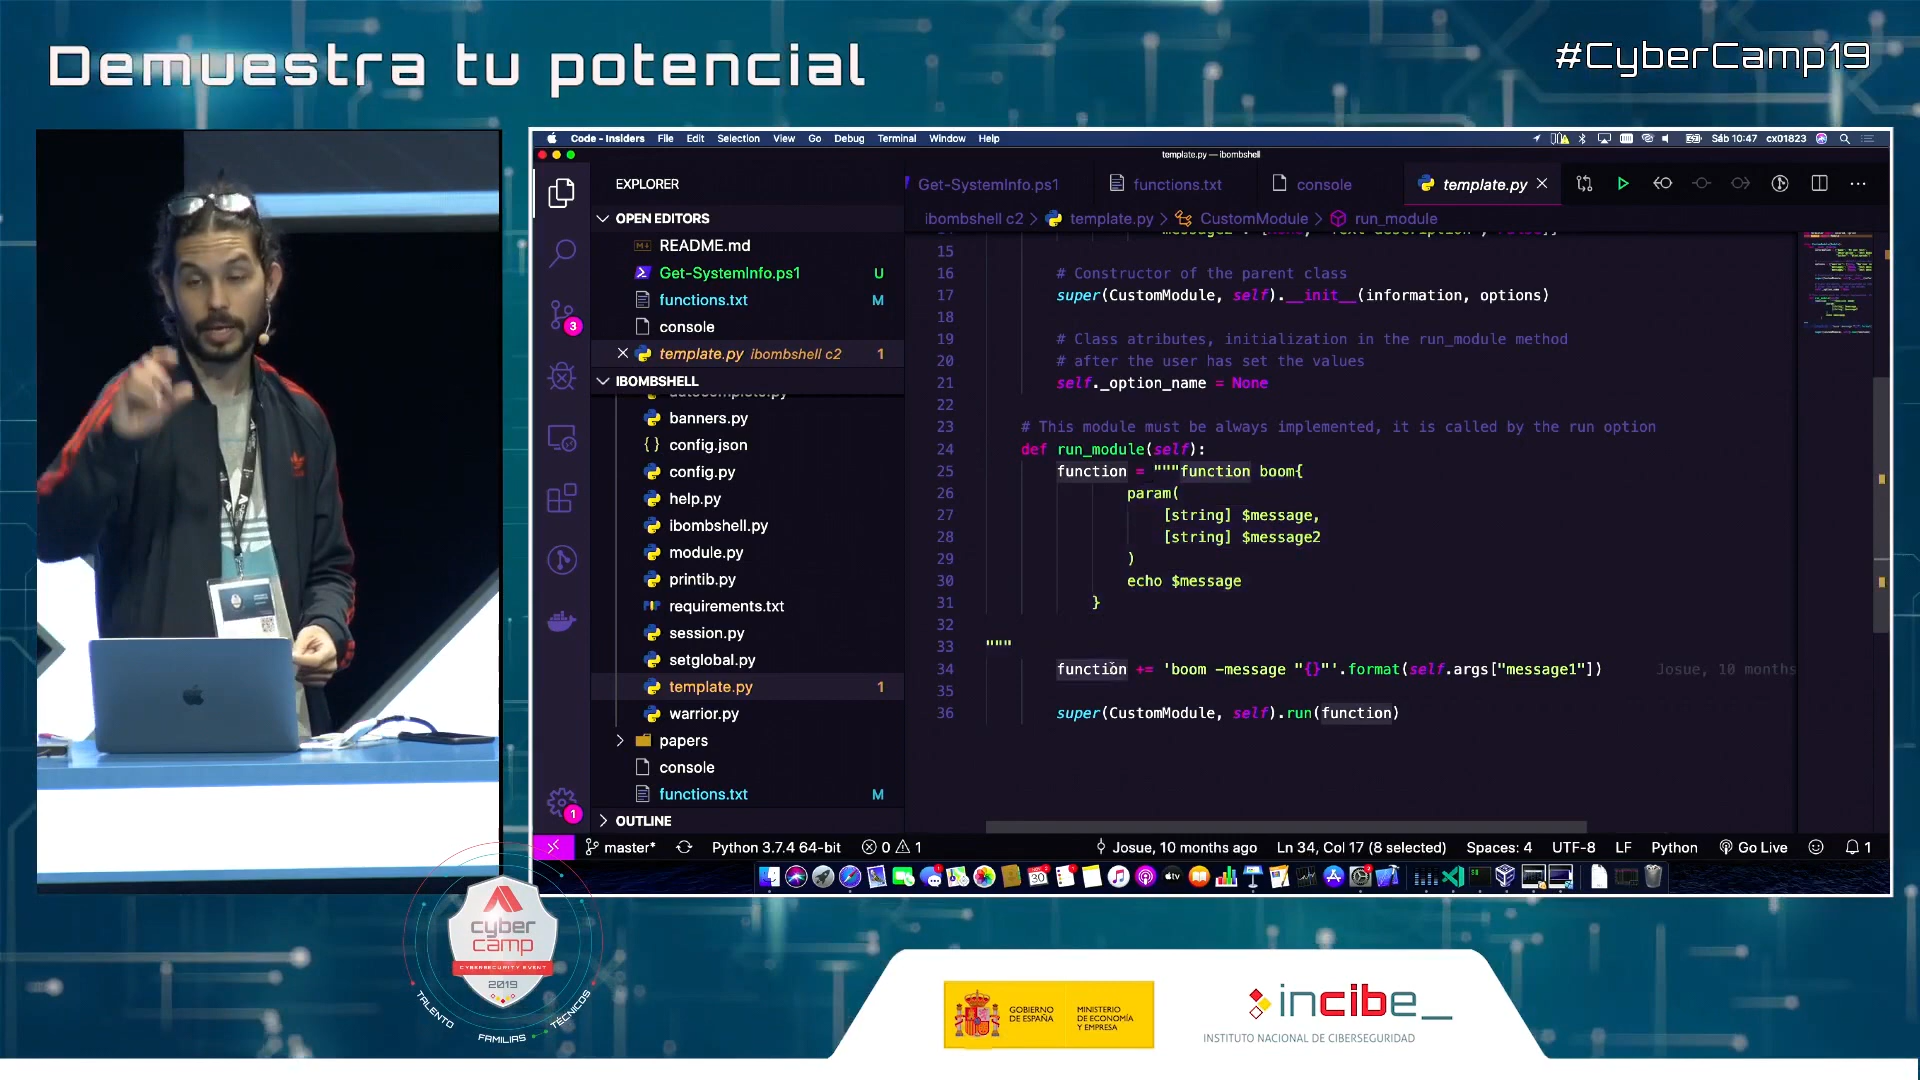 Demuestra tu potencial
#CyberCamp19
Code - Insiders File Edit Selection View Go Debug Terminal Window Help
Sáb 10:47 cx01823
template.py — ibombshell
EXPLORER
OPEN EDITORS
README.md
Get-SystemInfo.ps1 U
functions.txt M
console
template.py ibombshell c2 1
IBOMBSHELL
banners.py
config.json
config.py
help.py
ibombshell.py
module.py
printib.py
requirements.txt
session.py
setglobal.py
template.py 1
warrior.py
papers
console
functions.txt M
OUTLINE
3
1
Get-SystemInfo.ps1 functions.txt console template.py
ibombshell c2 > template.py > CustomModule > run_module
15
16 # Constructor of the parent class
17 super(CustomModule, self).__init__(information, options)
18
19 # Class atributes, initialization in the run_module method
20 # after the user has set the values
21 self._option_name = None
22
23 # This module must be always implemented, it is called by the run option
24 def run_module(self):
25 function = """function boom{
26 param(
27 [string] $message,
28 [string] $message2
29 )
30 echo $message
31 }
32
33 """
34 function += 'boom -message "{}"'.format(self.args["message1"]) Josue, 10 months
35
36 super(CustomModule, self).run(function)
master* Python 3.7.4 64-bit 0 1 Josue, 10 months ago Ln 34, Col 17 (8 selected) Spaces: 4 UTF-8 LF Python Go Live 1
cyber
camp
CYBERSECURITY EVENT
2019
TALENTO
FAMILIAS
TÉCNICOS
GOBIERNO
DE ESPAÑA
MINISTERIO
DE ECONOMÍA
Y EMPRESA
incibe_
INSTITUTO NACIONAL DE CIBERSEGURIDAD